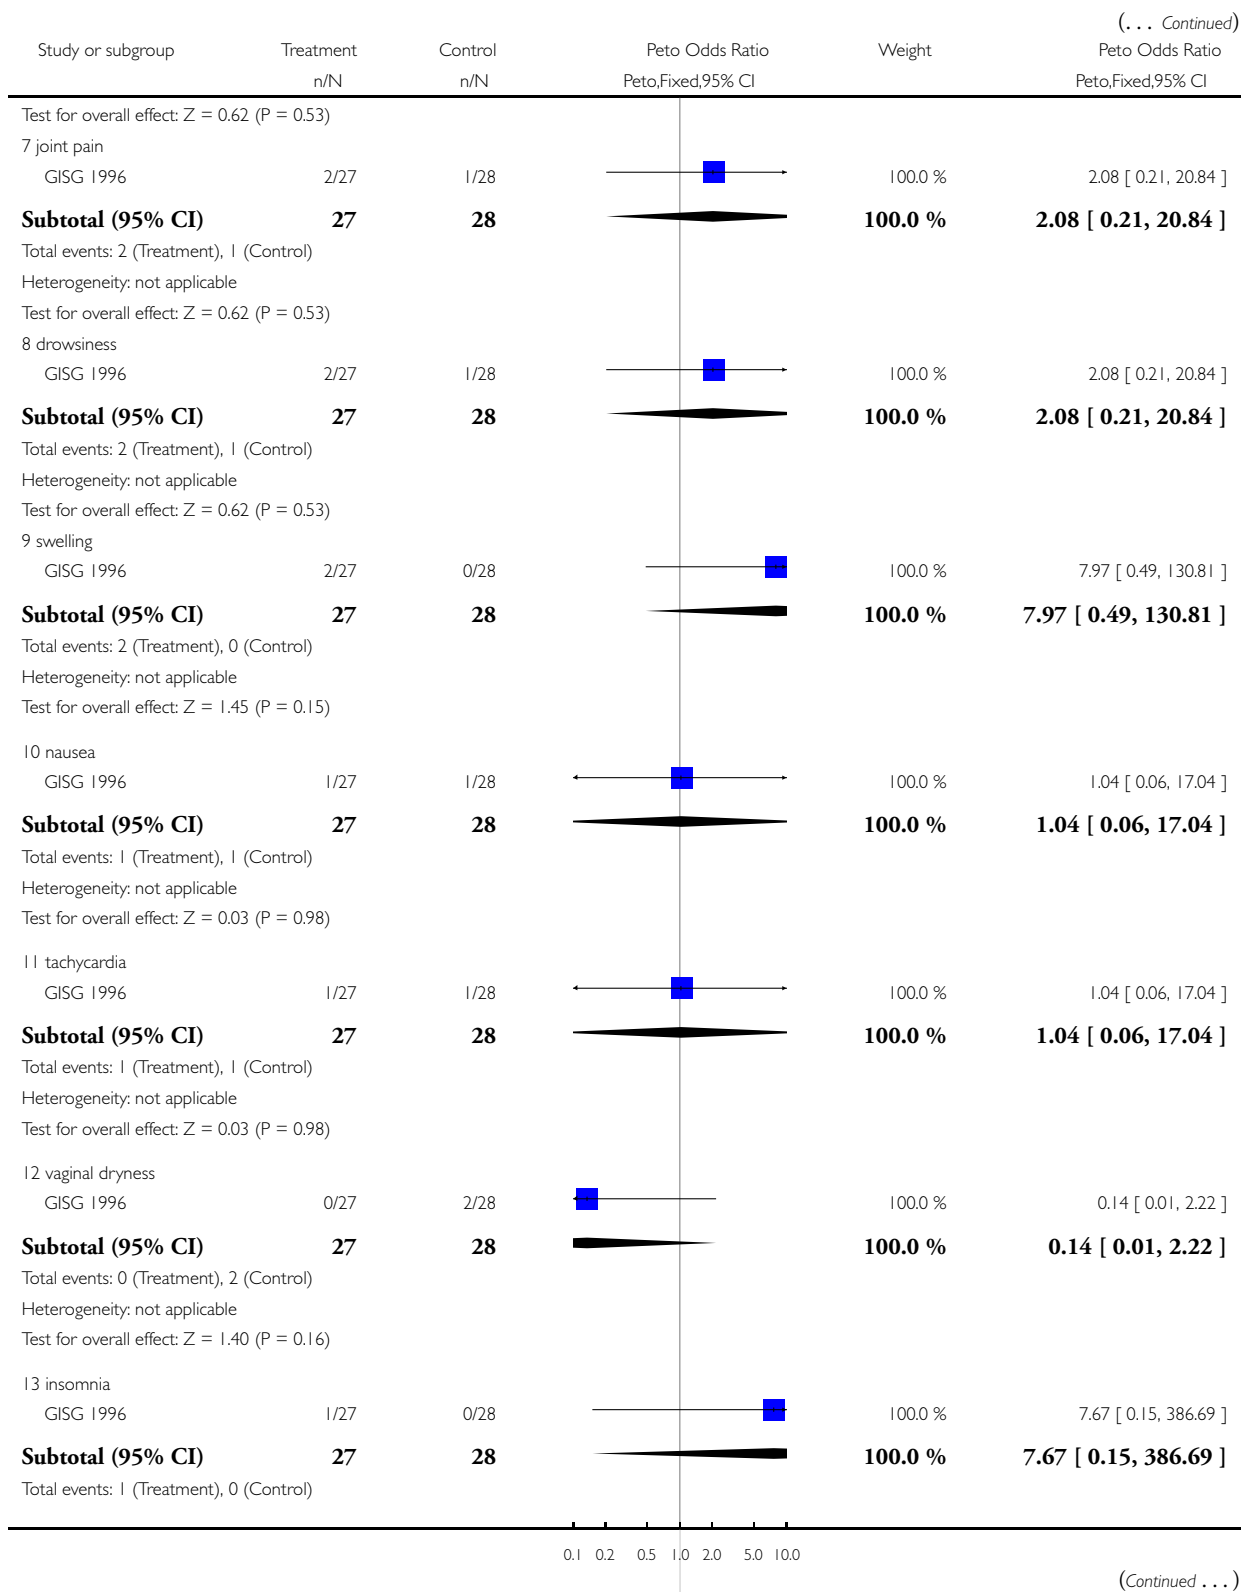 (... Continued)
Study or subgroup Treatment Control Peto Odds Ratio Weight Peto Odds Ratio
n/N n/N Peto,Fixed,95% CI Peto,Fixed,95% CI
Test for overall effect: Z = 0.62 (P = 0.53)
7 joint pain
GISG 1996 2/27 1/28 100.0 % 2.08 [ 0.21, 20.84 ]
Subtotal (95% CI) 27 28 100.0 % 2.08 [ 0.21, 20.84 ]
Total events: 2 (Treatment), 1 (Control)
Heterogeneity: not applicable
Test for overall effect: Z = 0.62 (P = 0.53)
8 drowsiness
GISG 1996 2/27 1/28 100.0 % 2.08 [ 0.21, 20.84 ]
Subtotal (95% CI) 27 28 100.0 % 2.08 [ 0.21, 20.84 ]
Total events: 2 (Treatment), 1 (Control)
Heterogeneity: not applicable
Test for overall effect: Z = 0.62 (P = 0.53)
9 swelling
GISG 1996 2/27 0/28 100.0 % 7.97 [ 0.49, 130.81 ]
Subtotal (95% CI) 27 28 100.0 % 7.97 [ 0.49, 130.81 ]
Total events: 2 (Treatment), 0 (Control)
Heterogeneity: not applicable
Test for overall effect: Z = 1.45 (P = 0.15)
10 nausea
GISG 1996 1/27 1/28 100.0 % 1.04 [ 0.06, 17.04 ]
Subtotal (95% CI) 27 28 100.0 % 1.04 [ 0.06, 17.04 ]
Total events: 1 (Treatment), 1 (Control)
Heterogeneity: not applicable
Test for overall effect: Z = 0.03 (P = 0.98)
11 tachycardia
GISG 1996 1/27 1/28 100.0 % 1.04 [ 0.06, 17.04 ]
Subtotal (95% CI) 27 28 100.0 % 1.04 [ 0.06, 17.04 ]
Total events: 1 (Treatment), 1 (Control)
Heterogeneity: not applicable
Test for overall effect: Z = 0.03 (P = 0.98)
12 vaginal dryness
GISG 1996 0/27 2/28 100.0 % 0.14 [ 0.01, 2.22 ]
Subtotal (95% CI) 27 28 100.0 % 0.14 [ 0.01, 2.22 ]
Total events: 0 (Treatment), 2 (Control)
Heterogeneity: not applicable
Test for overall effect: Z = 1.40 (P = 0.16)
13 insomnia
GISG 1996 1/27 0/28 100.0 % 7.67 [ 0.15, 386.69 ]
Subtotal (95% CI) 27 28 100.0 % 7.67 [ 0.15, 386.69 ]
Total events: 1 (Treatment), 0 (Control)
0.1 0.2 0.5 1.0 2.0 5.0 10.0
(Continued ...)